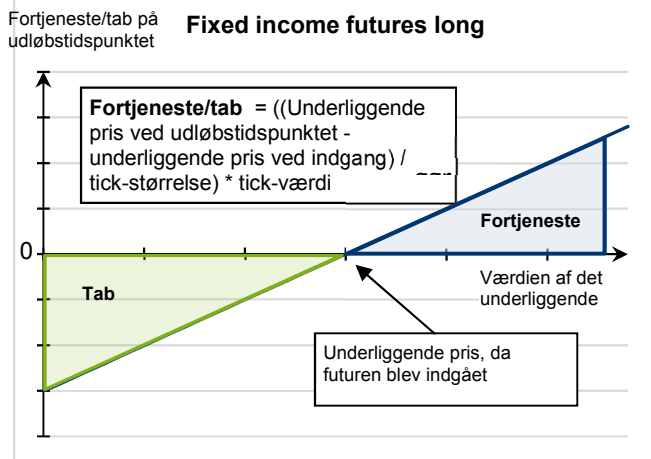 Fortjeneste/tab på
udløbstidspunktet
Fixed income futures long
Fortjeneste/tab = ((Underliggende
pris ved udløbstidspunktet -
underliggende pris ved indgang) /
tick-størrelse) * tick-værdi
Fortjeneste
0
Værdien af det
underliggende
Tab
Underliggende pris, da
futuren blev indgået